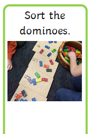 Sort the
dominoes.